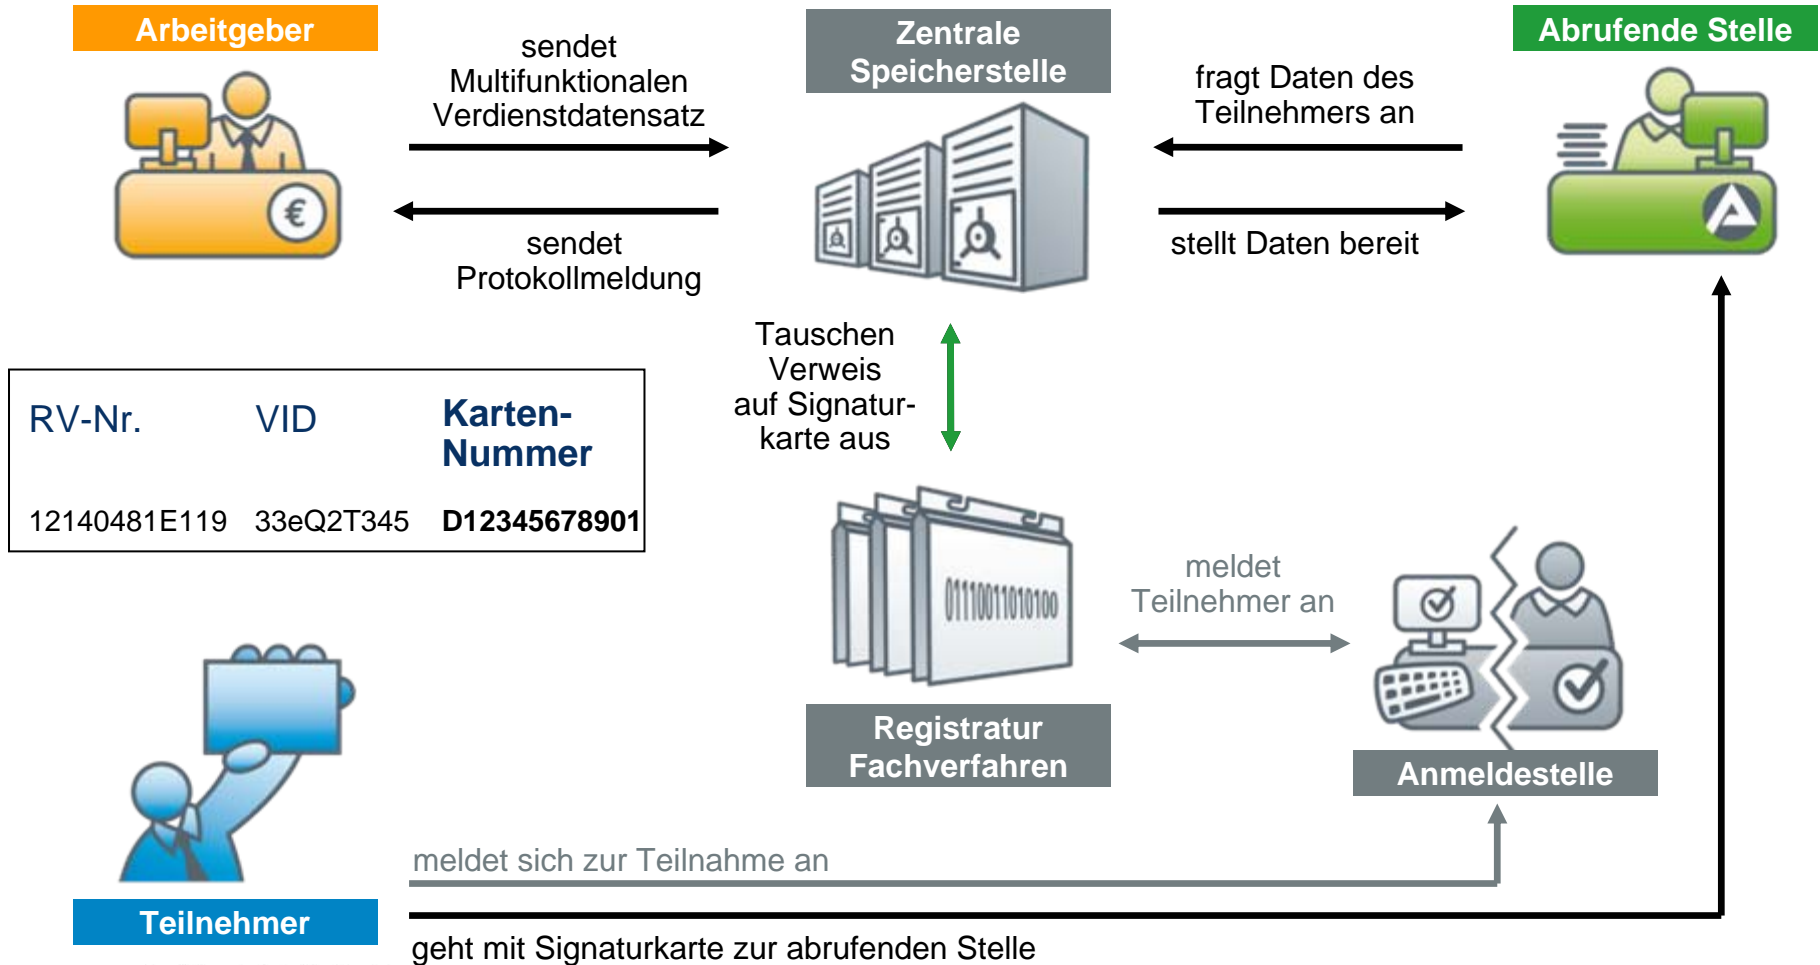 Arbeitgeber
sendet
Multifunktionalen
Verdienstdatensatz
sendet
Protokollmeldung
Zentrale
Speicherstelle
fragt Daten des
Teilnehmers an
stellt Daten bereit
Abrufende Stelle
€
Tauschen
Verweis
auf Signatur-
karte aus
RV-Nr. VID Karten-
Nummer
12140481E119 33eQ2T345 D12345678901
01110011010100
Registratur
Fachverfahren
meldet
Teilnehmer an
Anmeldestelle
meldet sich zur Teilnahme an
Teilnehmer
geht mit Signaturkarte zur abrufenden Stelle